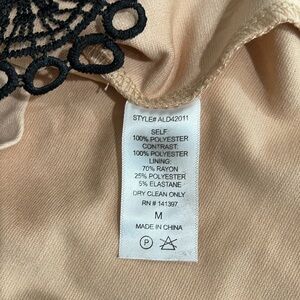 STYLE# ALD42011
SELF:
100% POLYESTER
CONTRAST:
100% POLYESTER
LINING:
70% RAYON
25% POLYESTER
5% ELASTANE
DRY CLEAN ONLY
RN # 141397
M
MADE IN CHINA
P